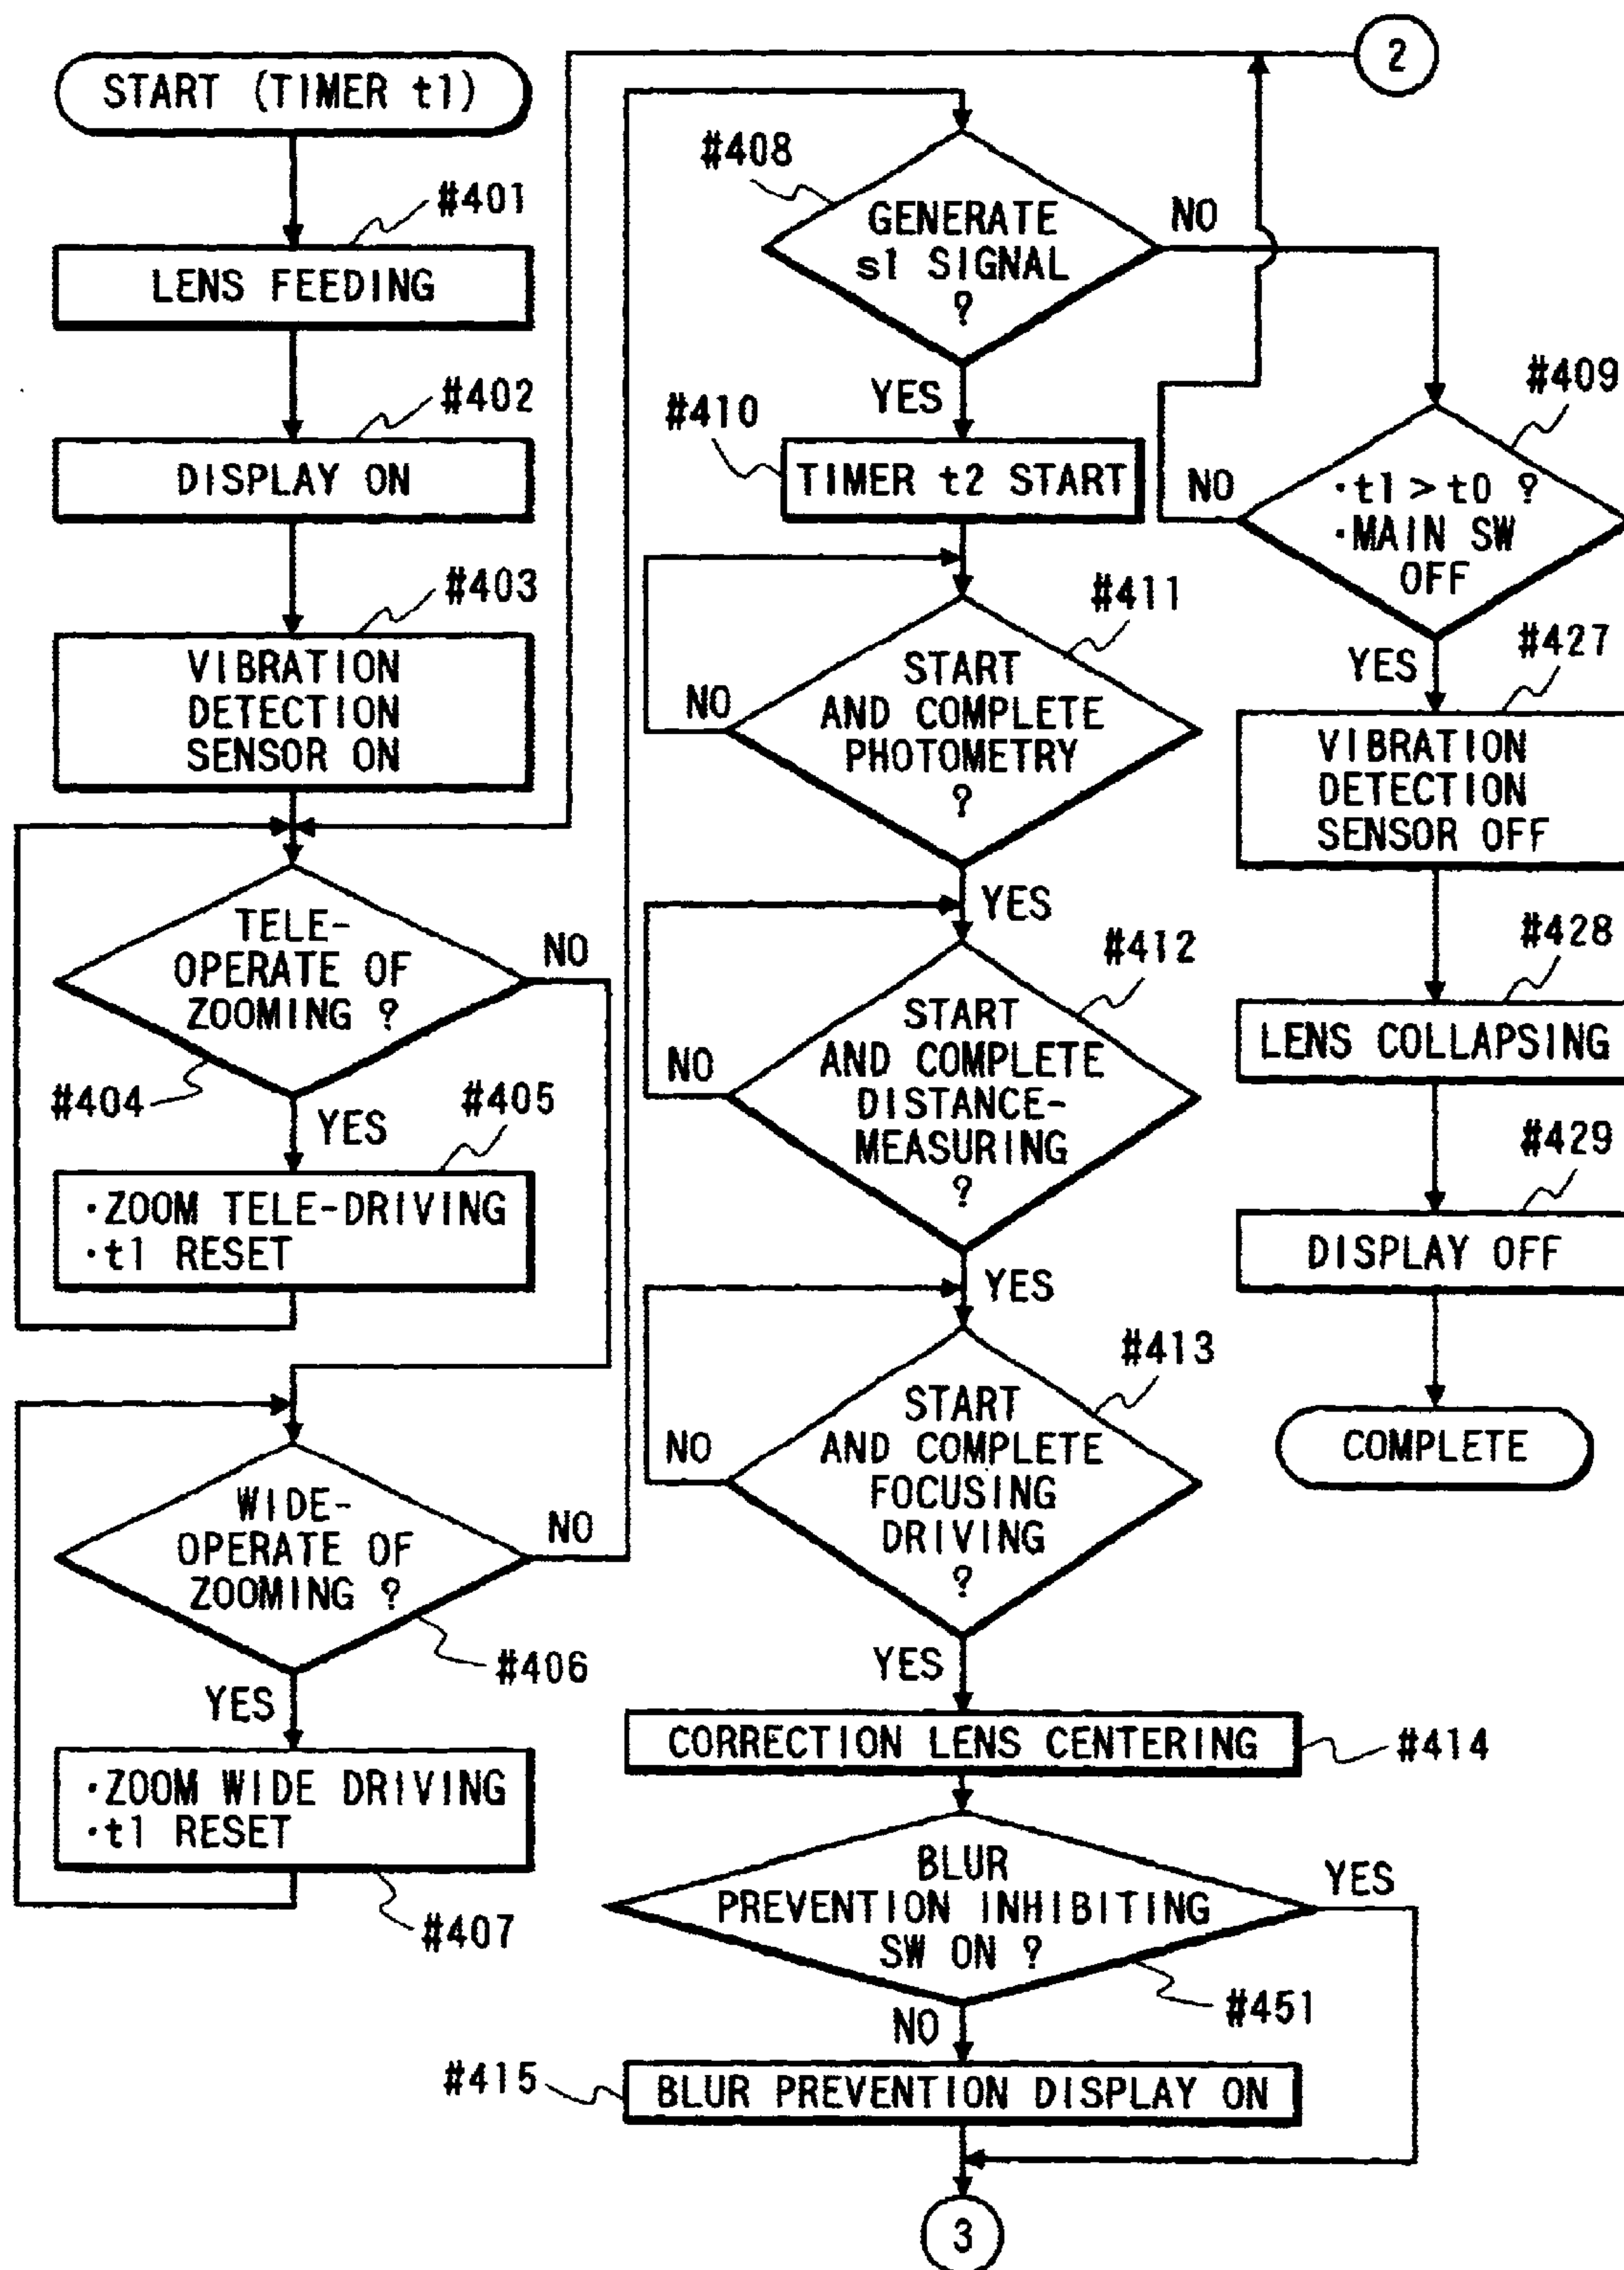 START (TIMER t1)
#401
LENS FEEDING
#402
DISPLAY ON
#403
VIBRATION
DETECTION
SENSOR ON
TELE-
OPERATE OF
ZOOMING ?
NO
#404
YES
#405
·ZOOM TELE-DRIVING
·t1 RESET
WIDE-
OPERATE OF
ZOOMING ?
NO
#406
YES
·ZOOM WIDE DRIVING
·t1 RESET
#407
2
#408
GENERATE
s1 SIGNAL
?
NO
YES
#410
TIMER t2 START
#411
START
AND COMPLETE
PHOTOMETRY
?
NO
YES
#412
START
AND COMPLETE
DISTANCE-
MEASURING
?
NO
YES
#413
START
AND COMPLETE
FOCUSING
DRIVING
?
NO
YES
CORRECTION LENS CENTERING
#414
BLUR
PREVENTION INHIBITING
SW ON ?
YES
#451
NO
#415
BLUR PREVENTION DISPLAY ON
3
#409
·t1 > t0 ?
·MAIN SW
OFF
NO
YES
#427
VIBRATION
DETECTION
SENSOR OFF
#428
LENS COLLAPSING
#429
DISPLAY OFF
COMPLETE